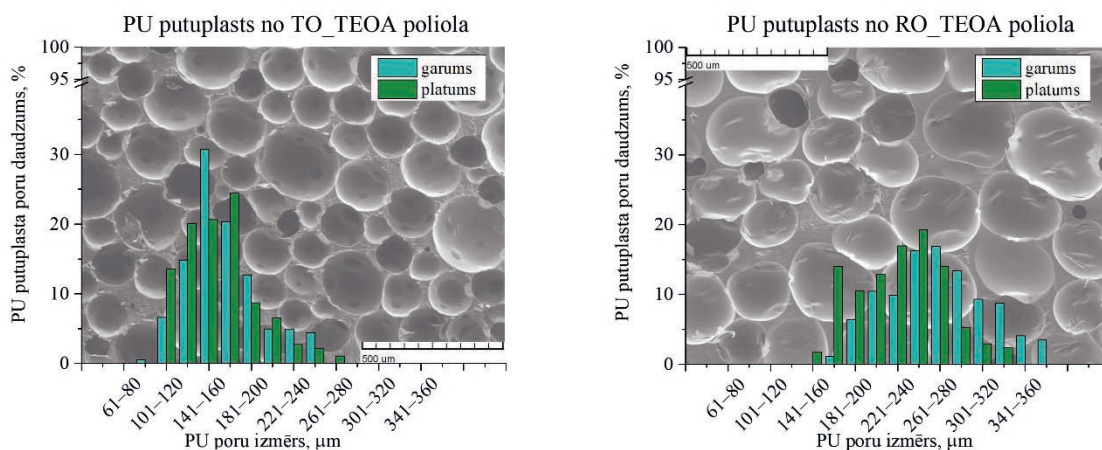 PU putuplasts no TO_TEOA poliola
PU putuplasta poru daudzums, %
100
95
30
20
10
0
garums
platums
500 um
61–80
101–120
141–160
181–200
221–240
261–280
301–320
341–360
PU poru izmērs, μm
PU putuplasts no RO_TEOA poliola
PU putuplasta poru daudzums, %
100
95
30
20
10
0
500 um
garums
platums
61–80
101–120
141–160
181–200
221–240
261–280
301–320
341–360
PU poru izmērs, μm